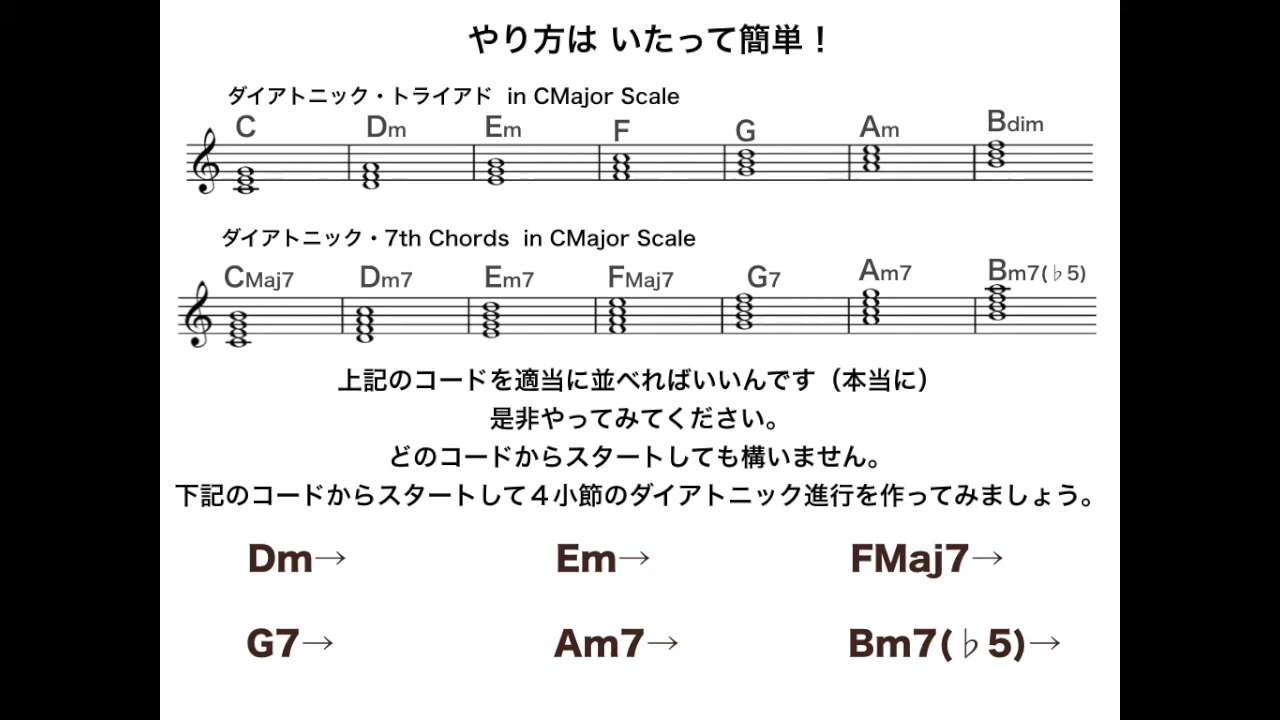 やり方は いたって簡単！
ダイアトニック・トライアド in CMajor Scale
C Dm Em F G Am Bdim
ダイアトニック・7th Chords in CMajor Scale
CMaj7 Dm7 Em7 FMaj7 G7 Am7 Bm7(♭5)
上記のコードを適当に並べればいいんです（本当に）
是非やってみてください。
どのコードからスタートしても構いません。
下記のコードからスタートして４小節のダイアトニック進行を作ってみましょう。
Dm→ Em→ FMaj7→
G7→ Am7→ Bm7(♭5)→